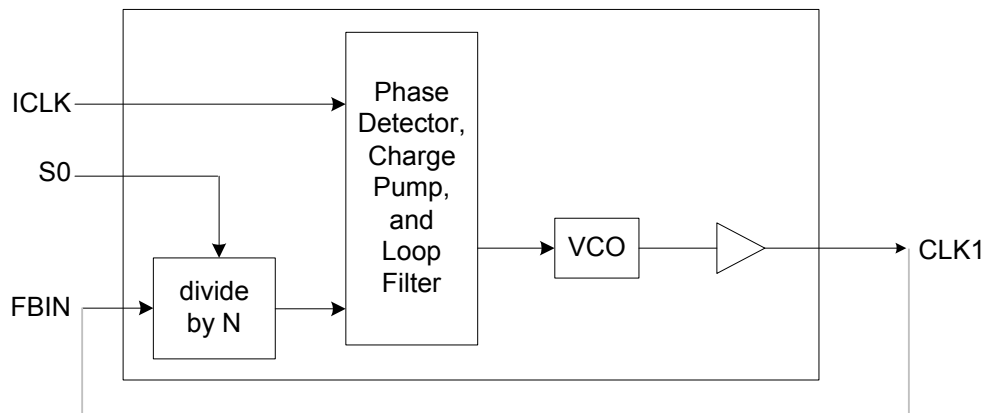 ICLK
S0
FBIN
divide
by N
Phase
Detector,
Charge
Pump,
and
Loop
Filter
VCO
CLK1